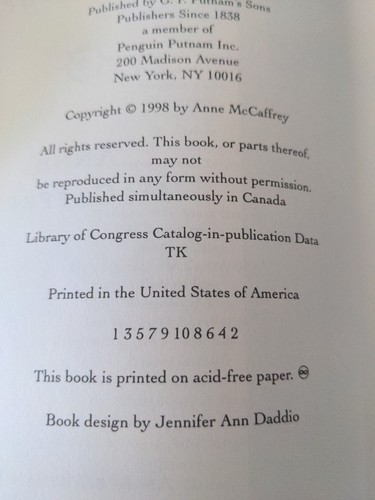 Published by G. P. Putnam's Sons
Publishers Since 1838
a member of
Penguin Putnam Inc.
200 Madison Avenue
New York, NY 10016
Copyright © 1998 by Anne McCaffrey
All rights reserved. This book, or parts thereof,
may not
be reproduced in any form without permission.
Published simultaneously in Canada
Library of Congress Catalog-in-publication Data
TK
Printed in the United States of America
1 3 5 7 9 10 8 6 4 2
This book is printed on acid-free paper. ♾
Book design by Jennifer Ann Daddio